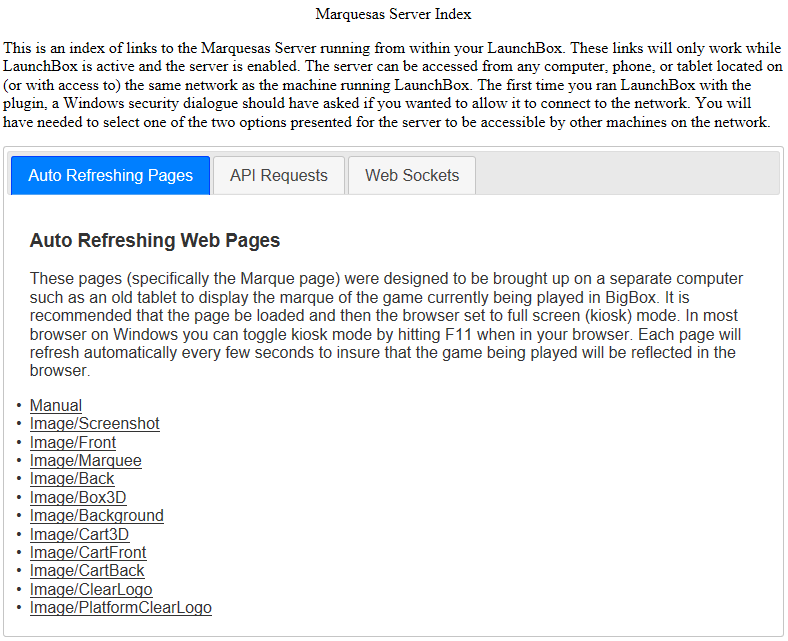 Marquesas Server Index
This is an index of links to the Marquesas Server running from within your LaunchBox. These links will only work while
LaunchBox is active and the server is enabled. The server can be accessed from any computer, phone, or tablet located on
(or with access to) the same network as the machine running LaunchBox. The first time you ran LaunchBox with the
plugin, a Windows security dialogue should have asked if you wanted to allow it to connect to the network. You will
have needed to select one of the two options presented for the server to be accessible by other machines on the network.
Auto Refreshing Pages API Requests Web Sockets
Auto Refreshing Web Pages
These pages (specifically the Marque page) were designed to be brought up on a separate computer
such as an old tablet to display the marque of the game currently being played in BigBox. It is
recommended that the page be loaded and then the browser set to full screen (kiosk) mode. In most
browser on Windows you can toggle kiosk mode by hitting F11 when in your browser. Each page will
refresh automatically every few seconds to insure that the game being played will be reflected in the
browser.
• Manual
• Image/Screenshot
• Image/Front
• Image/Marquee
• Image/Back
• Image/Box3D
• Image/Background
• Image/Cart3D
• Image/CartFront
• Image/CartBack
• Image/ClearLogo
• Image/PlatformClearLogo